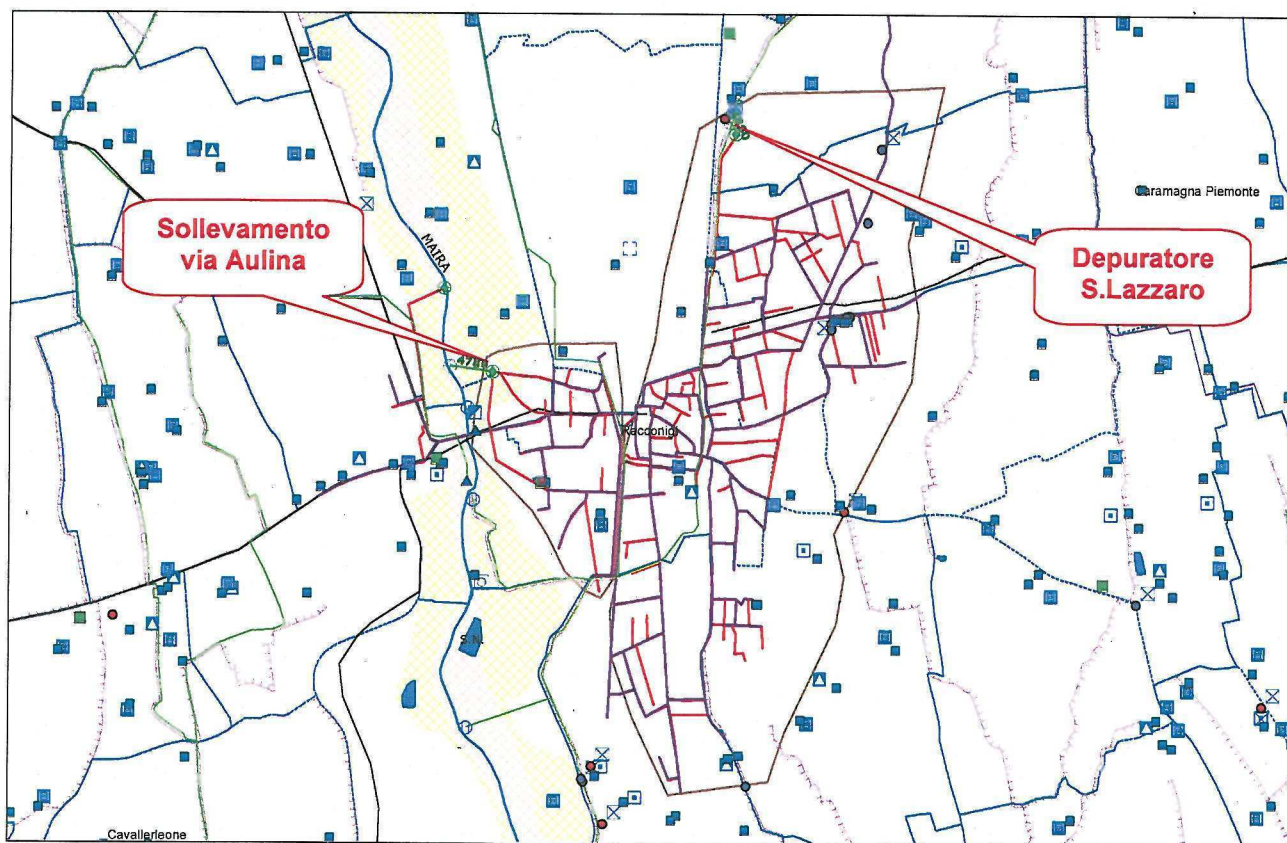 Caramagna Piemonte
Sollevamento
via Aulina
MAIRA
Depuratore
S.Lazzaro
Racconigi
S.N.
Cavallerleone